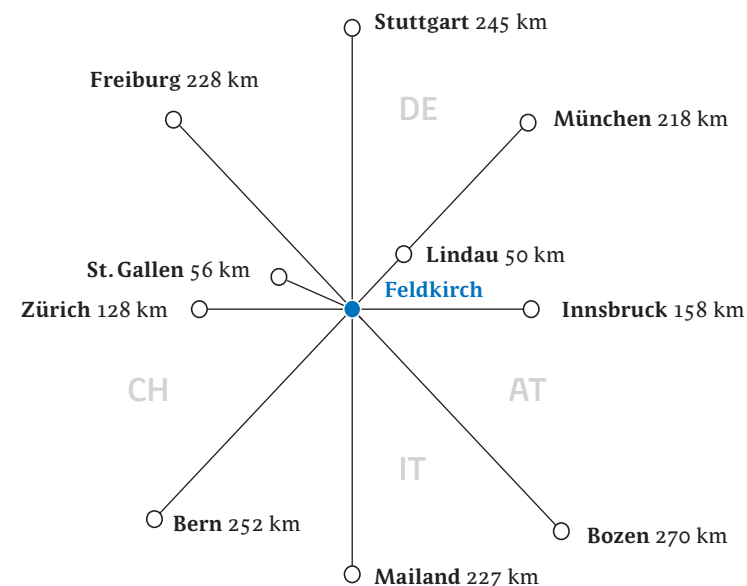 Stuttgart 245 km
Freiburg 228 km
DE
München 218 km
Lindau 50 km
St. Gallen 56 km
Feldkirch
Zürich 128 km
Innsbruck 158 km
CH
AT
IT
Bern 252 km
Bozen 270 km
Mailand 227 km